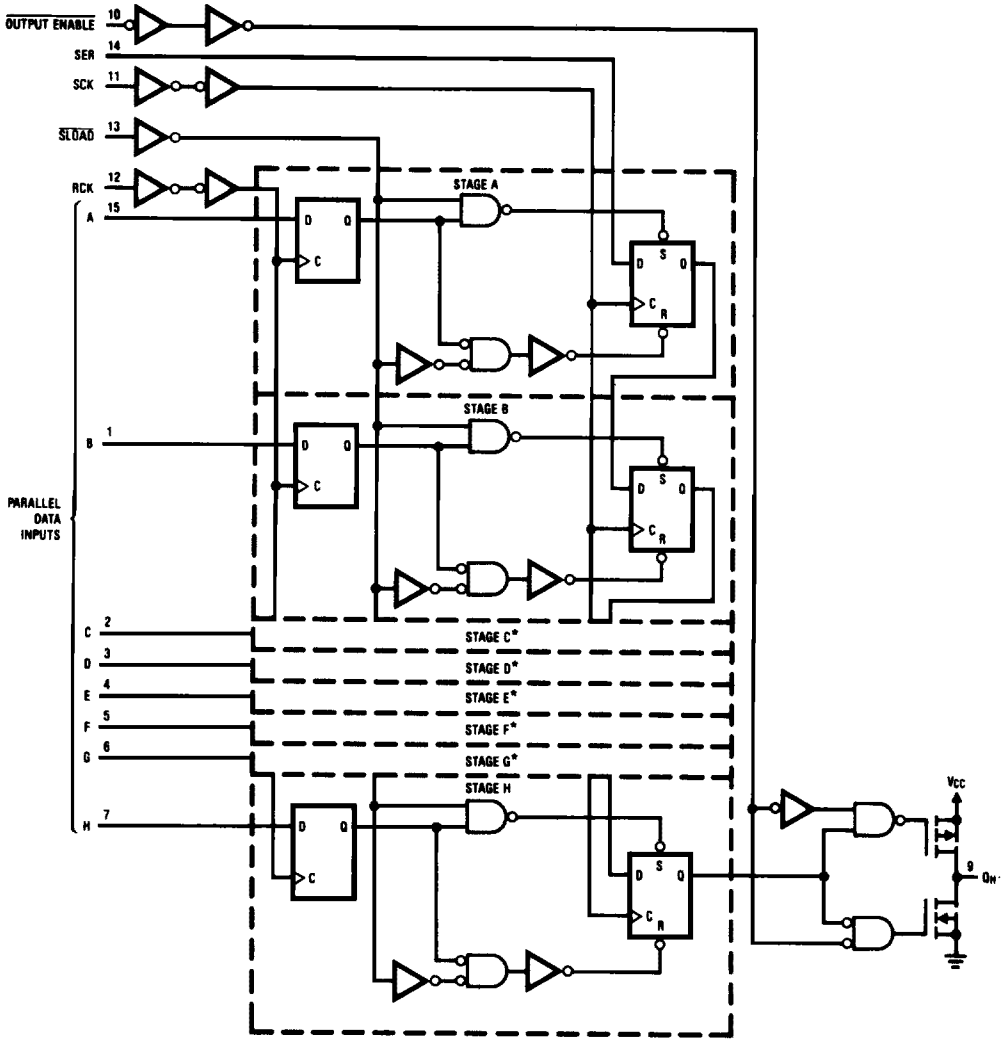 OUTPUT ENABLE 10
SER 14
SCK 11
SLOAD 13
RCK 12
A 15
STAGE A
D Q
C
S
D Q
C
R
STAGE B
B 1
D Q
C
S
D Q
C
R
PARALLEL
DATA
INPUTS
C 2
STAGE C*
D 3
STAGE D*
E 4
STAGE E*
F 5
STAGE F*
G 6
STAGE G*
STAGE H
H 7
D Q
C
S
D Q
C
R
VCC
9
QH'